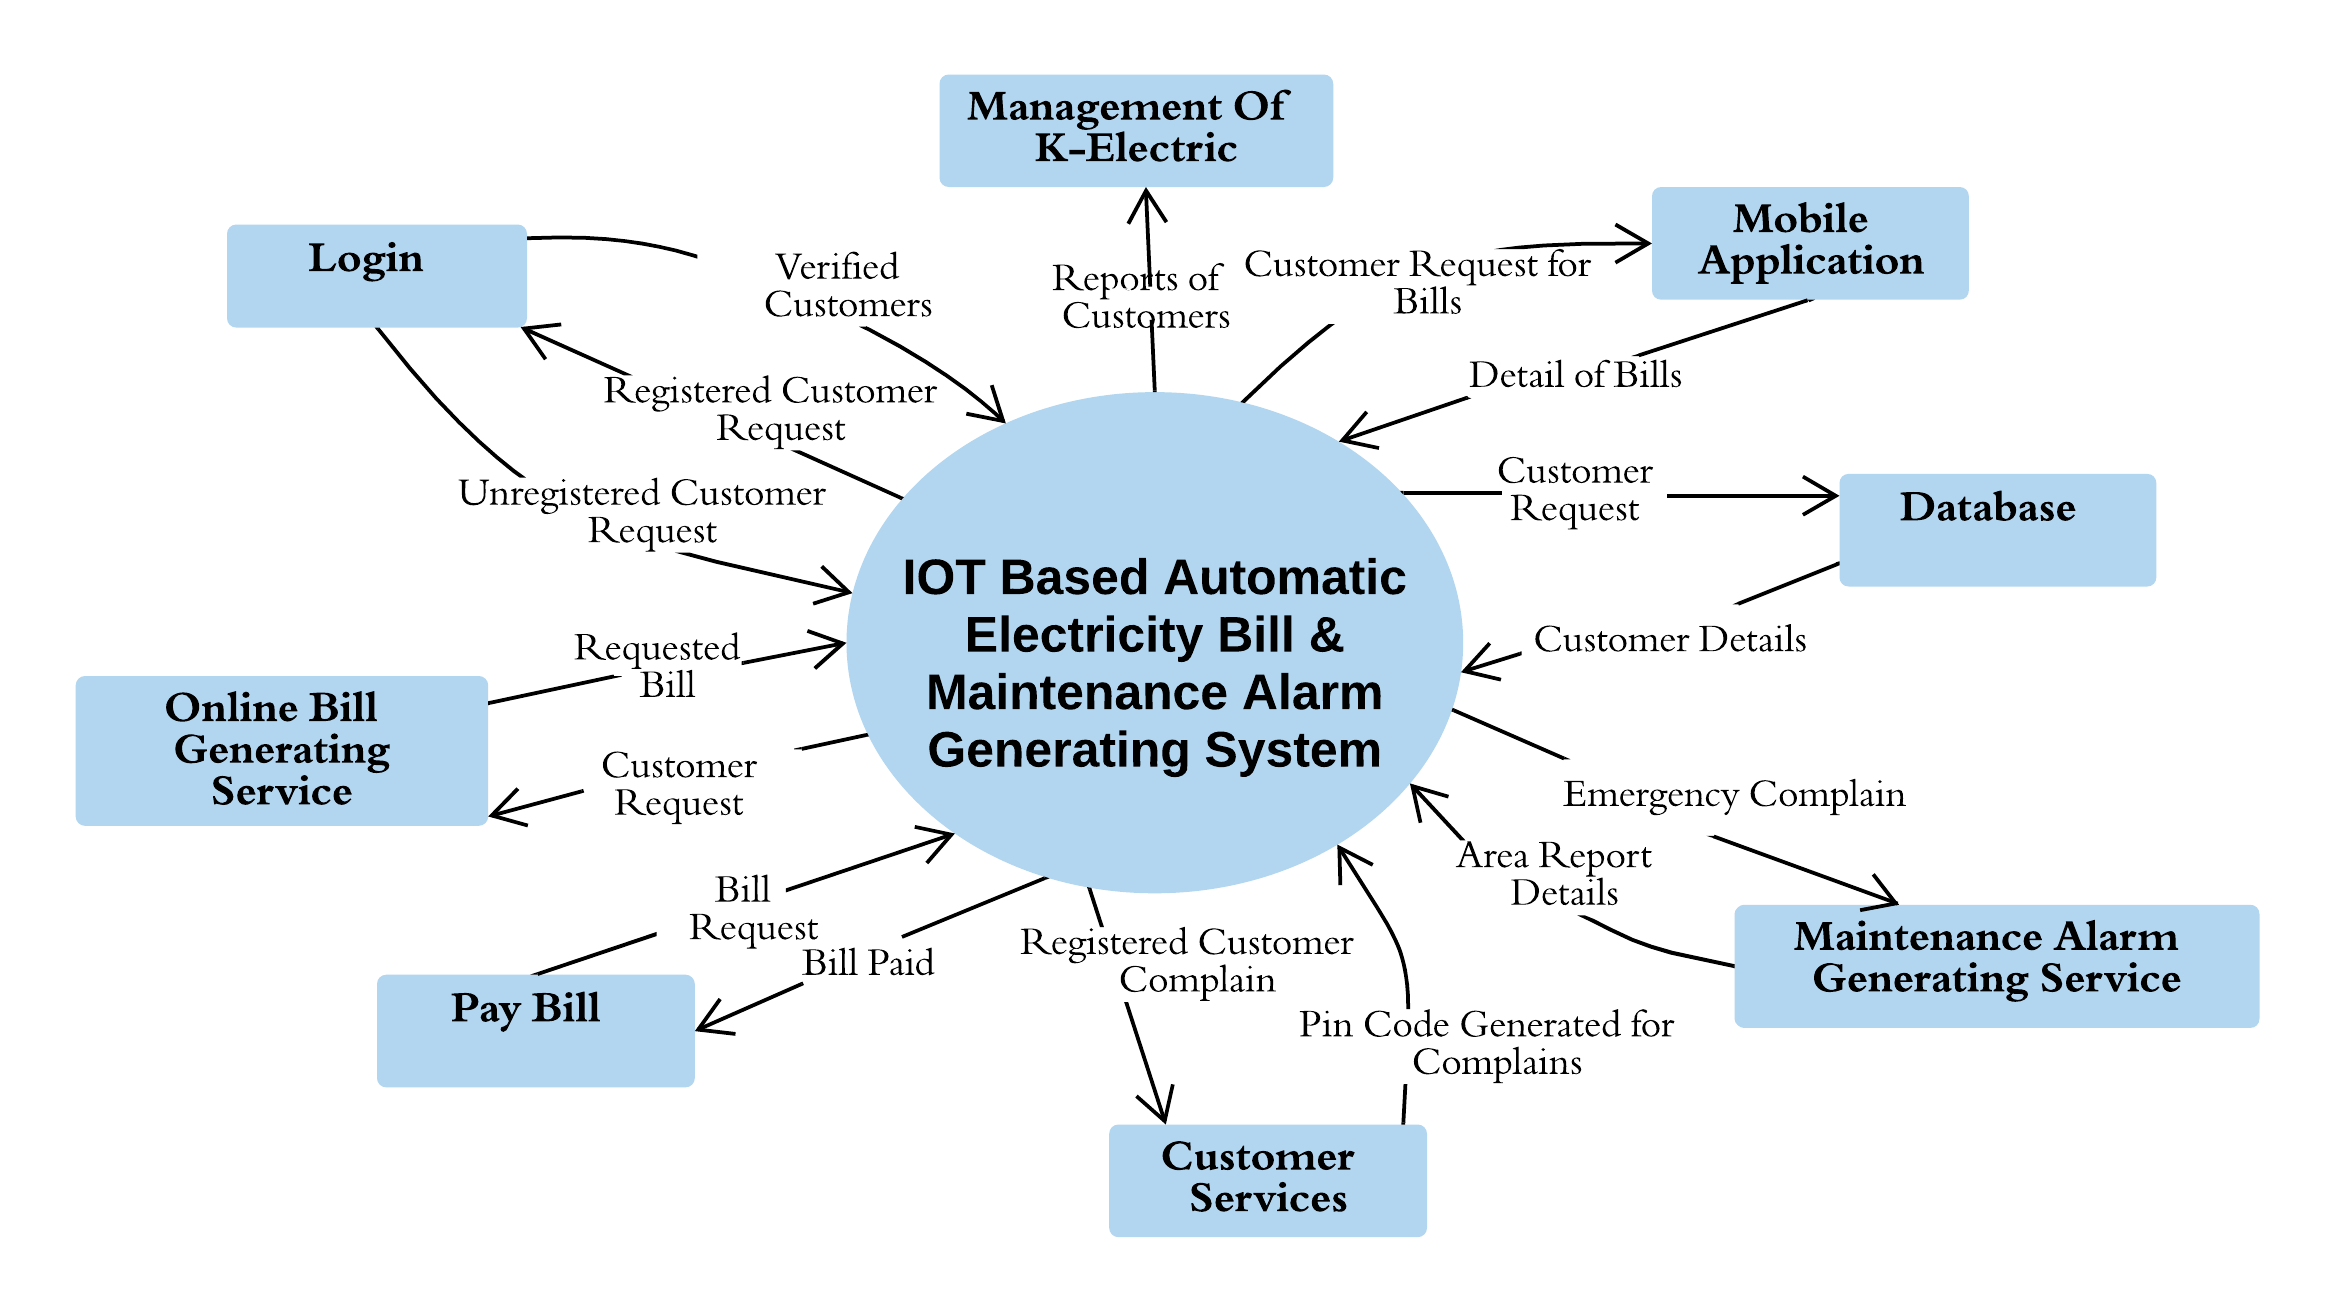 Management Of
K-Electric
Mobile
Application
Login
Verified
Customers
Reports of
Customers
Customer Request for
Bills
Detail of Bills
Registered Customer
Request
Customer
Request
Database
Unregistered Customer
Request
IOT Based Automatic
Electricity Bill &
Maintenance Alarm
Generating System
Requested
Bill
Customer Details
Online Bill
Generating
Service
Customer
Request
Emergency Complain
Area Report
Details
Bill
Request
Bill Paid
Registered Customer
Complain
Maintenance Alarm
Generating Service
Pay Bill
Pin Code Generated for
Complains
Customer
Services